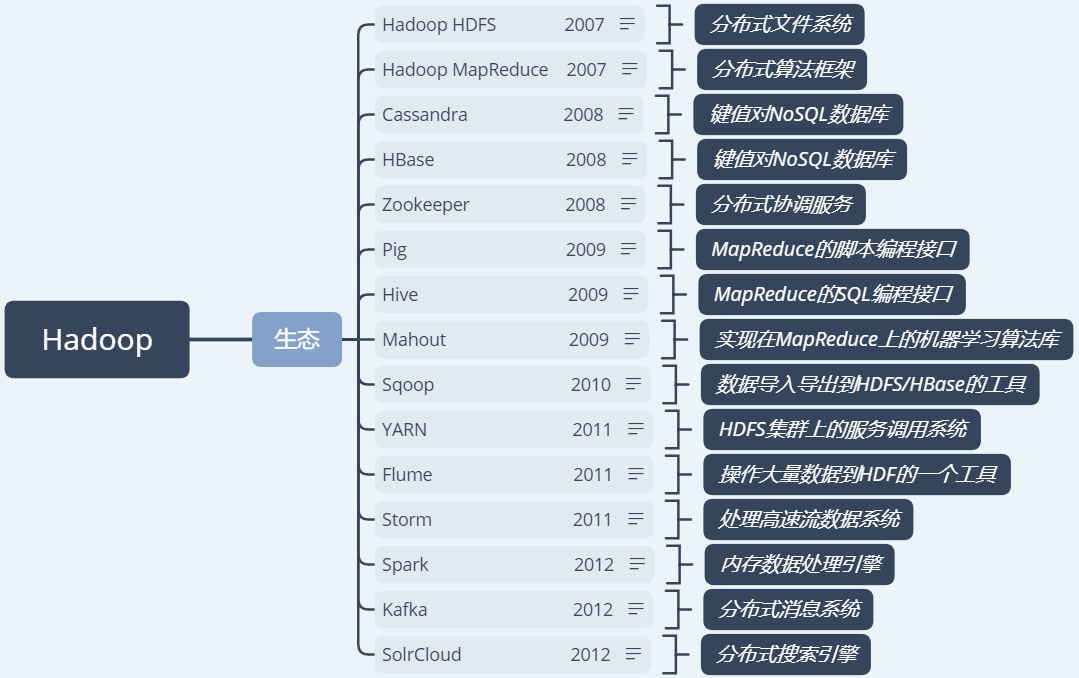 Hadoop
生态
Hadoop HDFS 2007 分布式文件系统
Hadoop MapReduce 2007 分布式算法框架
Cassandra 2008 键值对NoSQL数据库
HBase 2008 键值对NoSQL数据库
Zookeeper 2008 分布式协调服务
Pig 2009 MapReduce的脚本编程接口
Hive 2009 MapReduce的SQL编程接口
Mahout 2009 实现在MapReduce上的机器学习算法库
Sqoop 2010 数据导入导出到HDFS/HBase的工具
YARN 2011 HDFS集群上的服务调用系统
Flume 2011 操作大量数据到HDF的一个工具
Storm 2011 处理高速流数据系统
Spark 2012 内存数据处理引擎
Kafka 2012 分布式消息系统
SolrCloud 2012 分布式搜索引擎